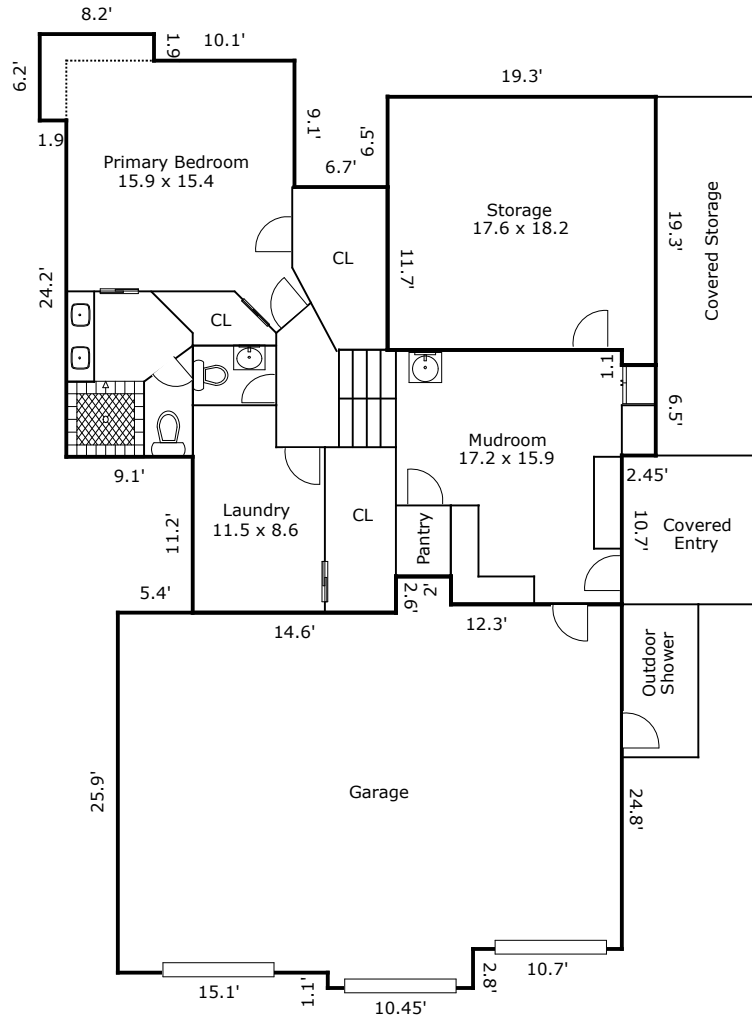 8.2'
1.9
10.1'
6.2'
19.3'
9.1'
6.5'
1.9
Primary Bedroom
15.9 x 15.4
6.7'
Storage
17.6 x 18.2
19.3'
Covered Storage
CL
11.7'
24.2'
CL
1.1
6.5'
Mudroom
17.2 x 15.9
9.1'
2.45'
Laundry
11.5 x 8.6
CL
11.2'
Pantry
10.7'
Covered
Entry
5.4'
2.6'
2'
14.6'
12.3'
Outdoor
Shower
25.9'
Garage
24.8'
15.1'
1.1'
10.45'
2.8'
10.7'